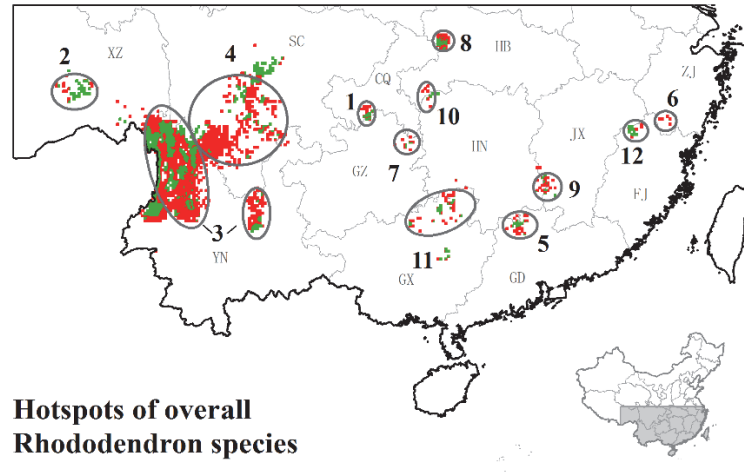 SC
8
HB
2
XZ
4
ZJ
CQ
1
10
6
7
HN
JX
12
GZ
9
FJ
3
5
YN
11
GX
GD
Hotspots of overall
Rhododendron species